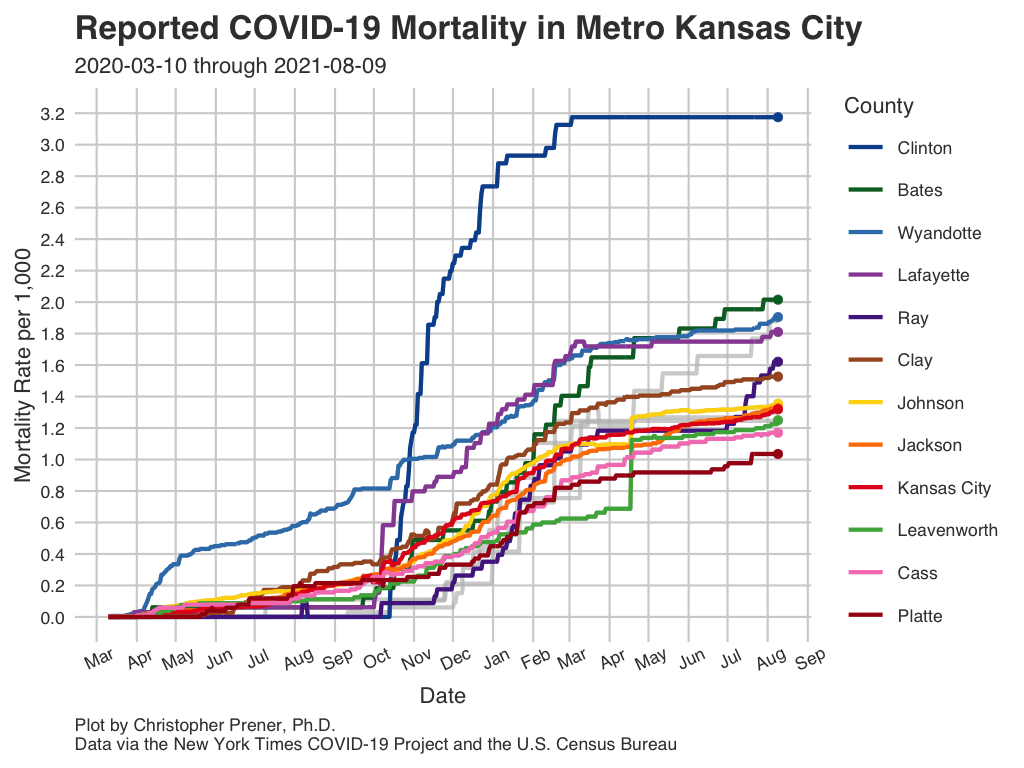 Reported COVID-19 Mortality in Metro Kansas City
2020-03-10 through 2021-08-09
Mortality Rate per 1,000
3.2
3.0
2.8
2.6
2.4
2.2
2.0
1.8
1.6
1.4
1.2
1.0
0.8
0.6
0.4
0.2
0.0
Mar Apr May Jun Jul Aug Sep Oct Nov Dec Jan Feb Mar Apr May Jun Jul Aug Sep
Date
County
Clinton
Bates
Wyandotte
Lafayette
Ray
Clay
Johnson
Jackson
Kansas City
Leavenworth
Cass
Platte
Plot by Christopher Prener, Ph.D.
Data via the New York Times COVID-19 Project and the U.S. Census Bureau